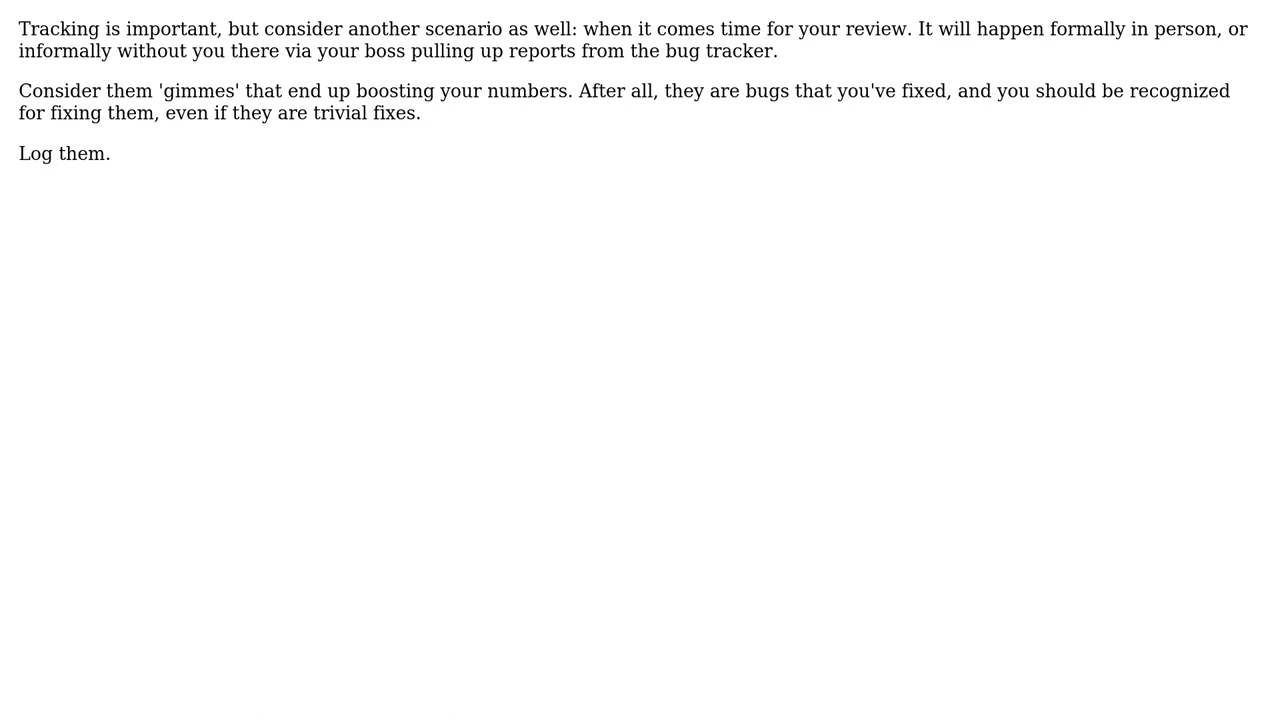 Tracking is important, but consider another scenario as well: when it comes time for your review. It will happen formally in person, or
informally without you there via your boss pulling up reports from the bug tracker.
Consider them 'gimmes' that end up boosting your numbers. After all, they are bugs that you've fixed, and you should be recognized
for fixing them, even if they are trivial fixes.
Log them.